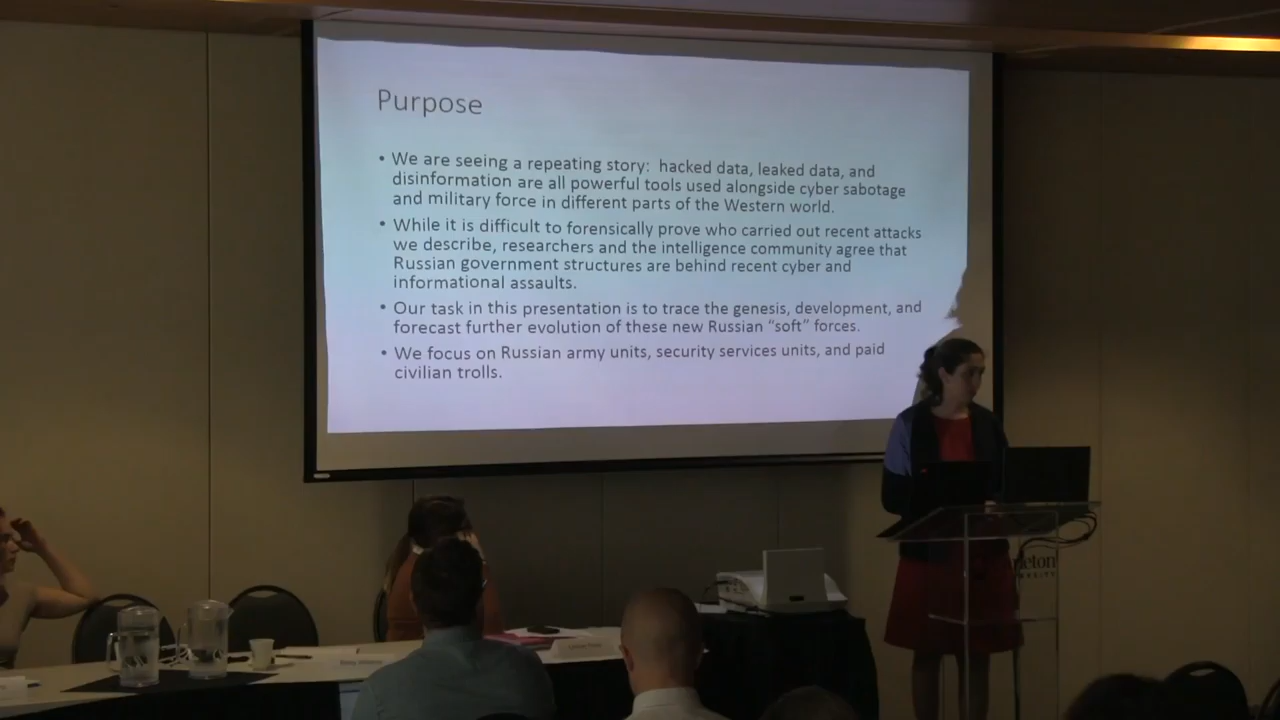 Purpose
• We are seeing a repeating story: hacked data, leaked data, and
disinformation are all powerful tools used alongside cyber sabotage
and military force in different parts of the Western world.
• While it is difficult to forensically prove who carried out recent attacks
we describe, researchers and the intelligence community agree that
Russian government structures are behind recent cyber and
informational assaults.
• Our task in this presentation is to trace the genesis, development, and
forecast further evolution of these new Russian “soft” forces.
• We focus on Russian army units, security services units, and paid
civilian trolls.
leton